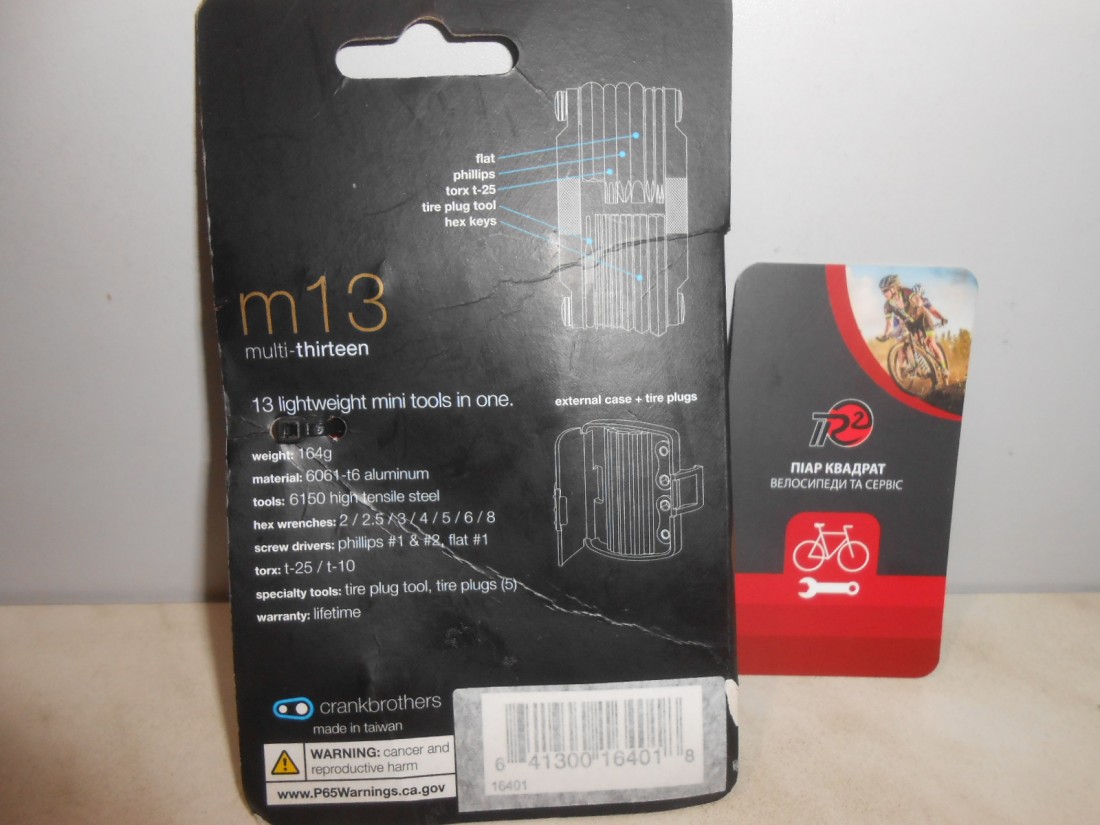 flat
phillips
torx t-25
tire plug tool
hex keys
m13
multi-thirteen
13 lightweight mini tools in one.
external case + tire plugs
weight: 164g
material: 6061-t6 aluminum
tools: 6150 high tensile steel
hex wrenches: 2 / 2.5 / 3 / 4 / 5 / 6 / 8
screw drivers: phillips #1 & #2, flat #1
torx: t-25 / t-10
specialty tools: tire plug tool, tire plugs (5)
warranty: lifetime
crankbrothers
made in taiwan
WARNING: cancer and
reproductive harm
www.P65Warnings.ca.gov
6 41300 16401 8
16401
ПІАР КВАДРАТ
ВЕЛОСИПЕДИ ТА СЕРВІС